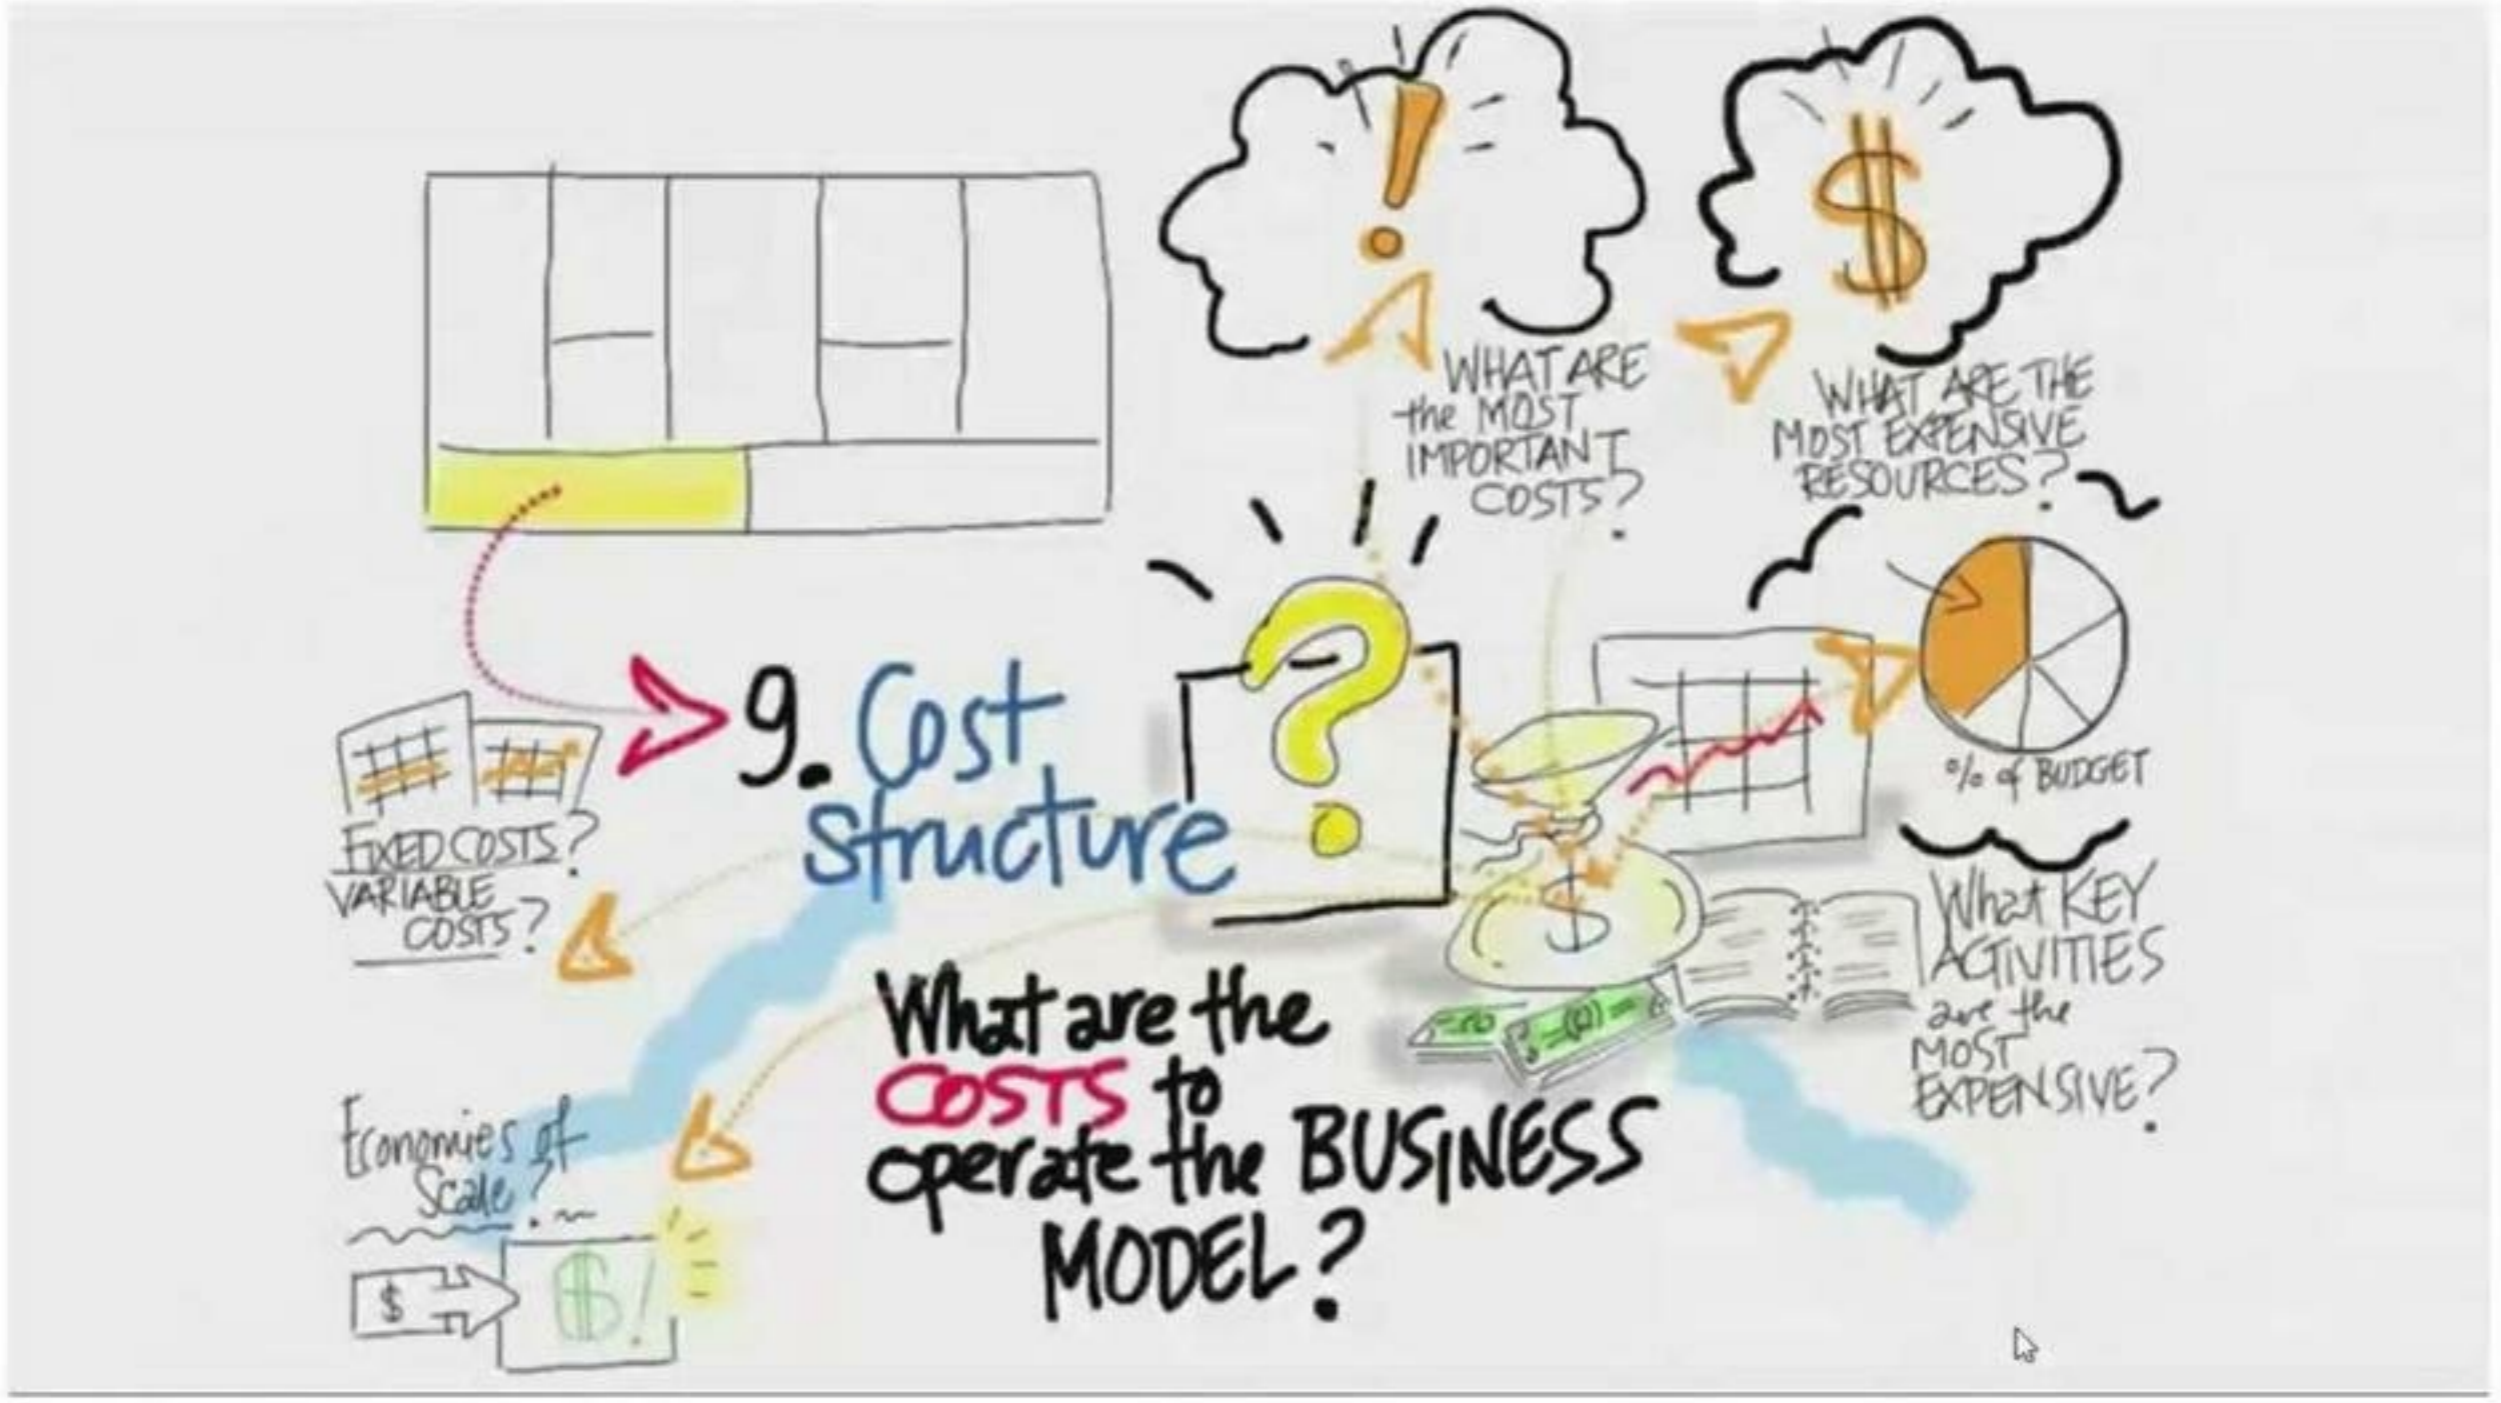 WHAT ARE
the MOST
IMPORTANT
COSTS?
WHAT ARE THE
MOST EXPENSIVE
RESOURCES?
9. Cost
structure
?
% of BUDGET
FIXED COSTS?
VARIABLE
COSTS?
$
What KEY
ACTIVITIES
are the
MOST
EXPENSIVE?
What are the
COSTS to
operate the BUSINESS
MODEL?
Economies of
Scale?
$
$!